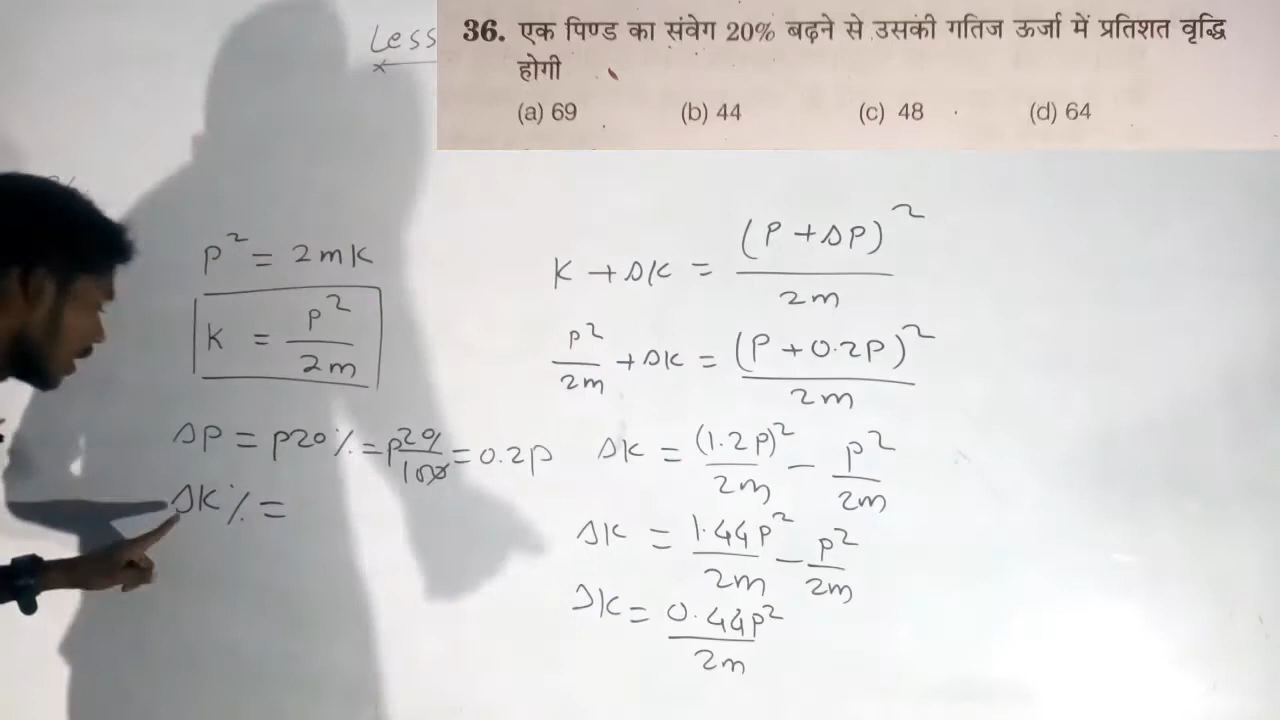 Less
36. एक पिण्ड का संवेग 20% बढ़ने से उसकी गतिज ऊर्जा में प्रतिशत वृद्धि
होगी
(a) 69 (b) 44 (c) 48 (d) 64
P² = 2mK
K = P²/2m
ΔP = P20% = P20/100 = 0.2P
ΔK% =
K + ΔK = (P + ΔP)²/2m
P²/2m + ΔK = (P + 0.2P)²/2m
ΔK = (1.2P)²/2m - P²/2m
ΔK = 1.44P²/2m - P²/2m
ΔK = 0.44P²/2m